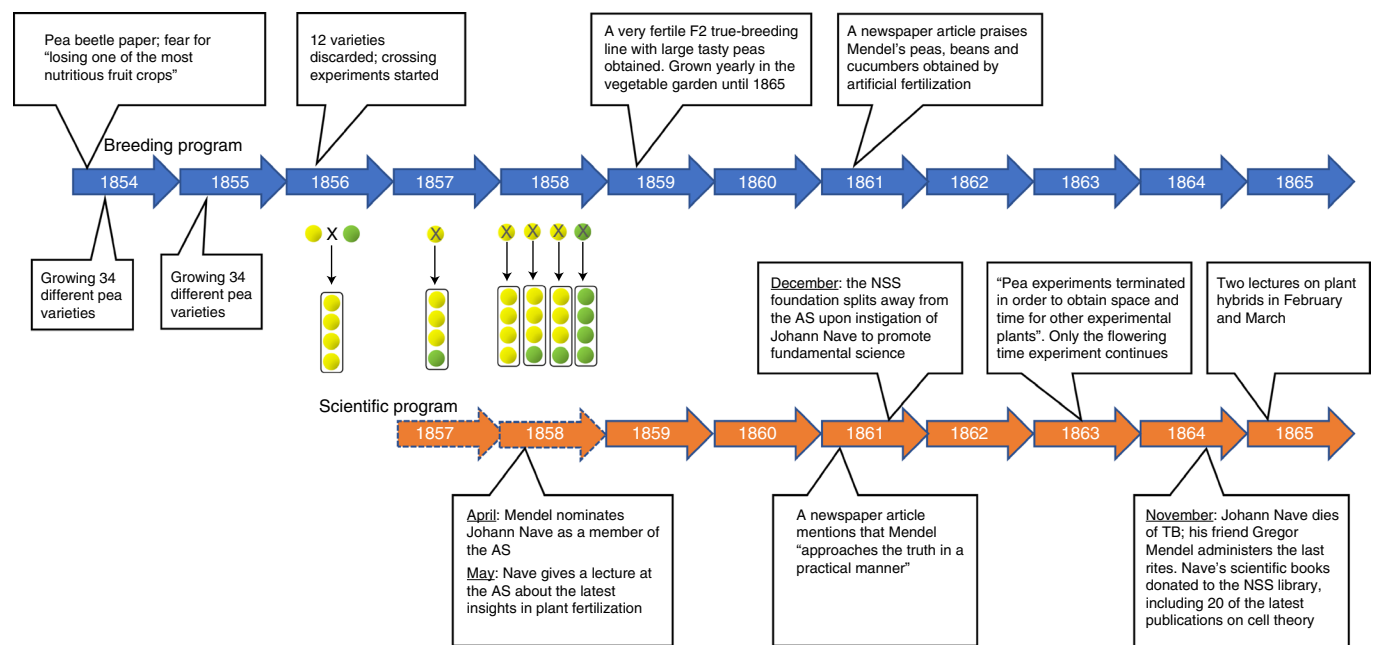 Pea beetle paper; fear for
“losing one of the most
nutritious fruit crops”
12 varieties
discarded; crossing
experiments started
A very fertile F2 true-breeding
line with large tasty peas
obtained. Grown yearly in the
vegetable garden until 1865
A newspaper article praises
Mendel’s peas, beans and
cucumbers obtained by
artificial fertilization
Breeding program
1854
1855
1856
1857
1858
1859
1860
1861
1862
1863
1864
1865
X
X
X
X
X
X
Growing 34
different pea
varieties
Growing 34
different pea
varieties
December: the NSS
foundation splits away from
the AS upon instigation of
Johann Nave to promote
fundamental science
“Pea experiments terminated
in order to obtain space and
time for other experimental
plants”. Only the flowering
time experiment continues
Two lectures on plant
hybrids in February
and March
Scientific program
1857
1858
1859
1860
1861
1862
1863
1864
1865
April: Mendel nominates
Johann Nave as a member of
the AS
May: Nave gives a lecture at
the AS about the latest
insights in plant fertilization
A newspaper article
mentions that Mendel
“approaches the truth in a
practical manner”
November: Johann Nave dies
of TB; his friend Gregor
Mendel administers the last
rites. Nave’s scientific books
donated to the NSS library,
including 20 of the latest
publications on cell theory